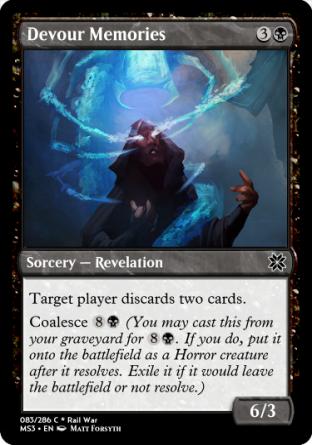 Devour Memories 3
Sorcery — Revelation
Target player discards two cards.
Coalesce 8 (You may cast this from
your graveyard for 8 . If you do, put it
onto the battlefield as a Horror creature
after it resolves. Exile it if it would leave
the battlefield or not resolve.)
6/3
083/286 C * Rail War
MS3 • EN Matt Forsyth